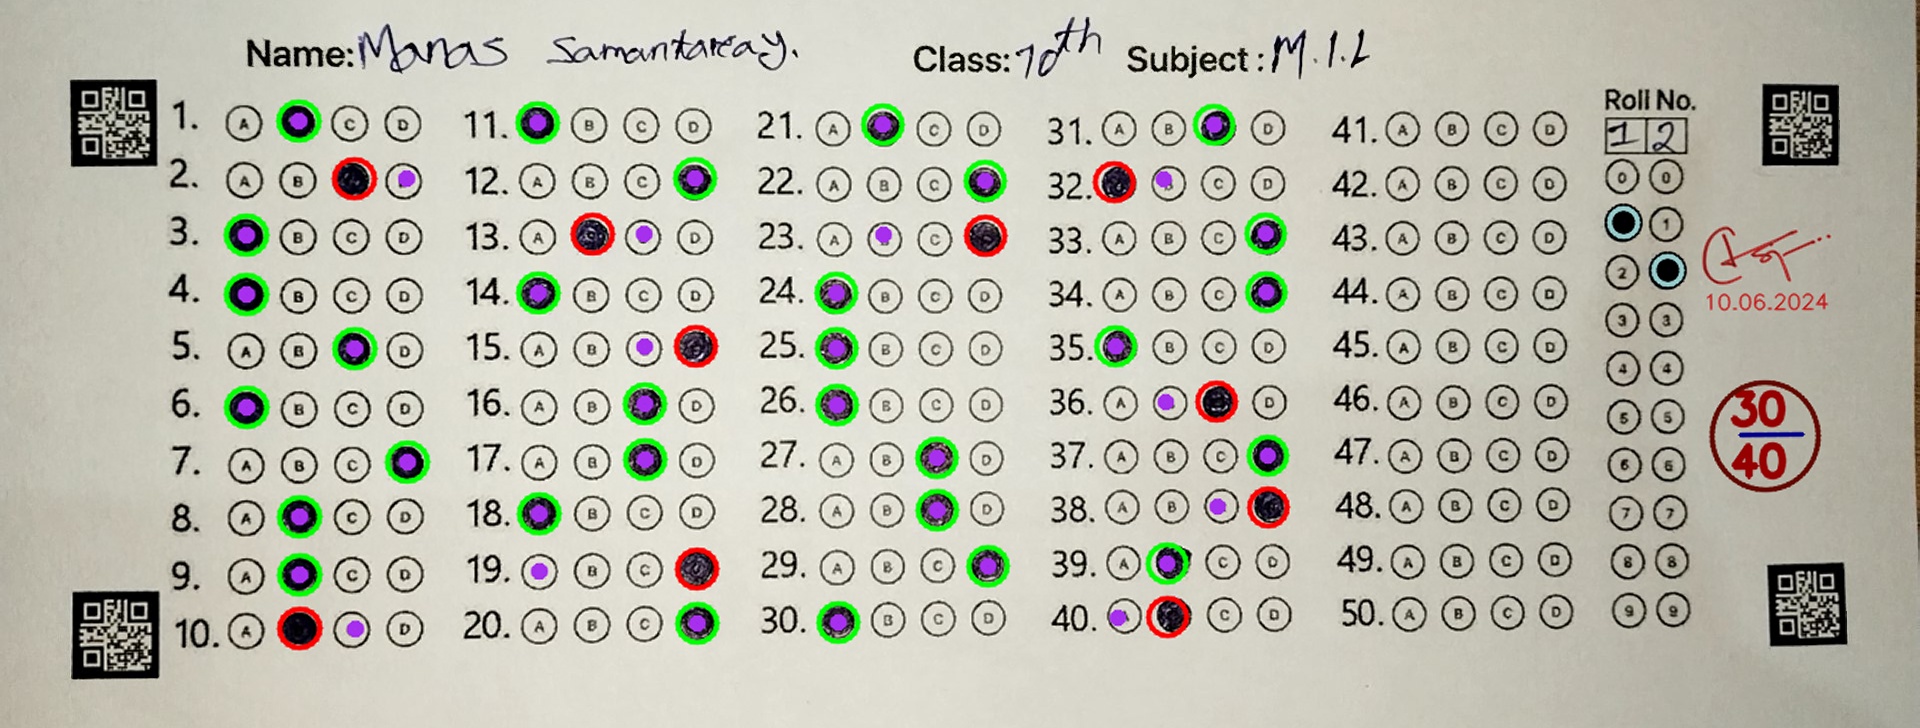 Name: Manas Samantaray. Class: 10th Subject: M.I.L
1. A C D 11. B C D 21. A C D 31. A B D 41. A B C D
2. A B 12. A B C 22. A B C 32. C D 42. A B C D
3. B C D 13. A D 23. A C 33. A B C 43. A B C D
4. B C D 14. B C D 24. B C D 34. A B C 44. A B C D
5. A B D 15. A B 25. B C D 35. B C D 45. A B C D
6. B C D 16. A B D 26. B C D 36. A D 46. A B C D
7. A B C 17. A B D 27. A B D 37. A B C 47. A B C D
8. A C D 18. B C D 28. A B D 38. A B 48. A B C D
9. A C D 19. B C 29. A B C 39. A C D 49. A B C D
10. A D 20. A B C 30. B C D 40. C D 50. A B C D
Roll No.
1 2
0 0
1
2
3 3
4 4
5 5
6 6
7 7
8 8
9 9
10.06.2024
30
40